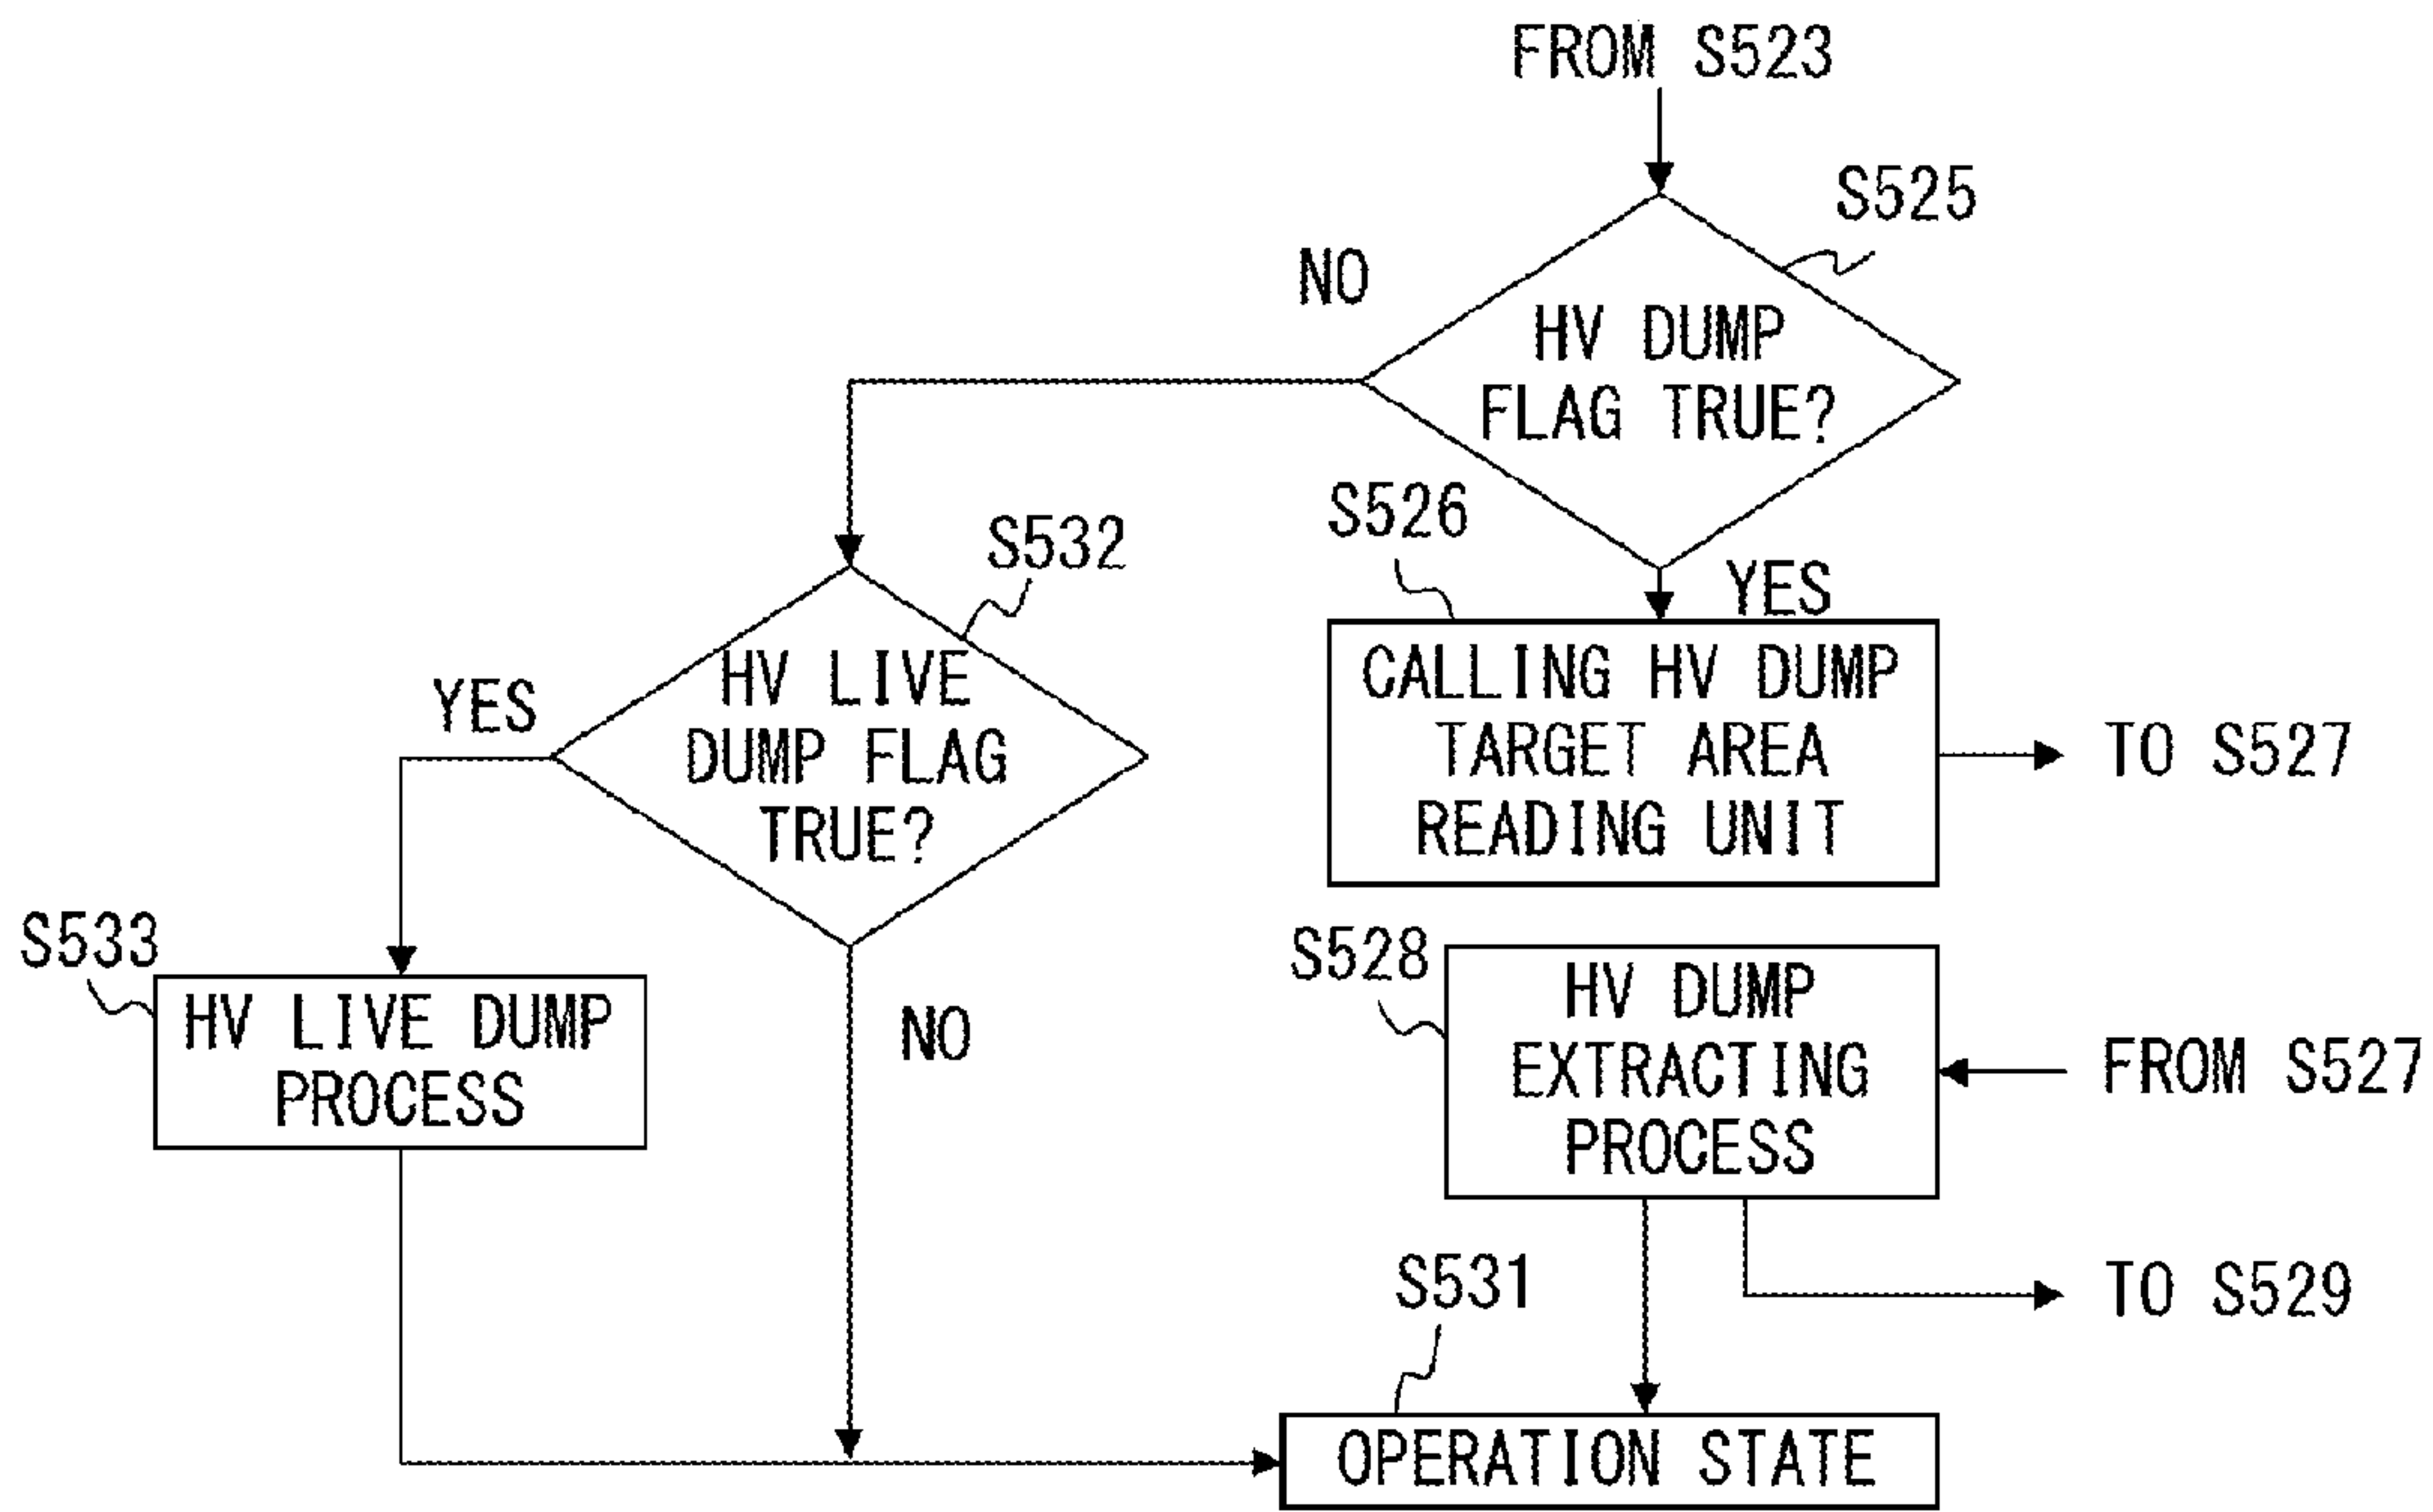 FROM S523
S525
NO
HV DUMP
FLAG TRUE?
S526
YES
CALLING HV DUMP
TARGET AREA
READING UNIT
TO S527
S532
HV LIVE
DUMP FLAG
TRUE?
YES
NO
S533
HV LIVE DUMP
PROCESS
S528
HV DUMP
EXTRACTING
PROCESS
FROM S527
TO S529
S531
OPERATION STATE